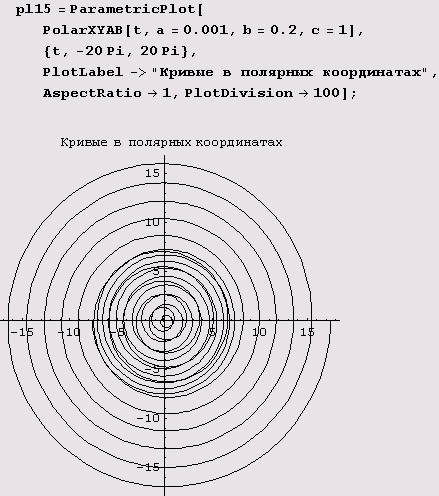 pl15 = ParametricPlot[
PolarXYAB[t, a = 0.001, b = 0.2, c = 1],
{t, -20 Pi, 20 Pi},
PlotLabel -> "Кривые в полярных координатах",
AspectRatio → 1, PlotDivision → 100];
Кривые в полярных координатах
15
10
5
-15 -10 -5 5 10 15
-5
-10
-15